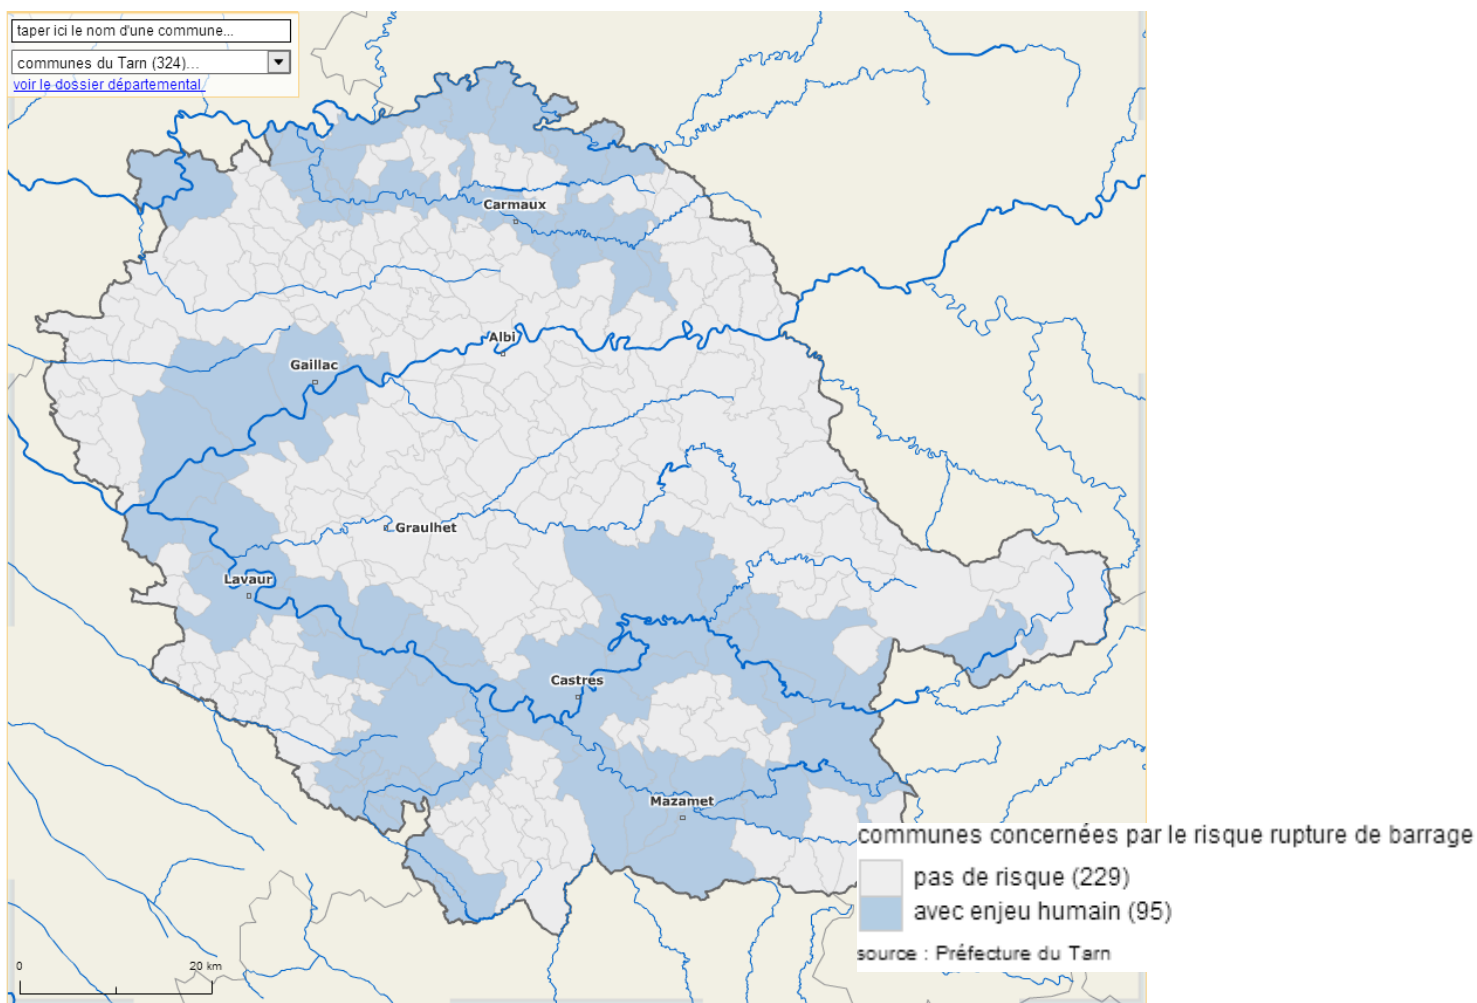 taper ici le nom d'une commune...
communes du Tarn (324)...
voir le dossier départemental
Carmaux
Albi
Gaillac
Graulhet
Lavaur
Castres
Mazamet
communes concernées par le risque rupture de barrage
pas de risque (229)
avec enjeu humain (95)
source : Préfecture du Tarn
0 20 km